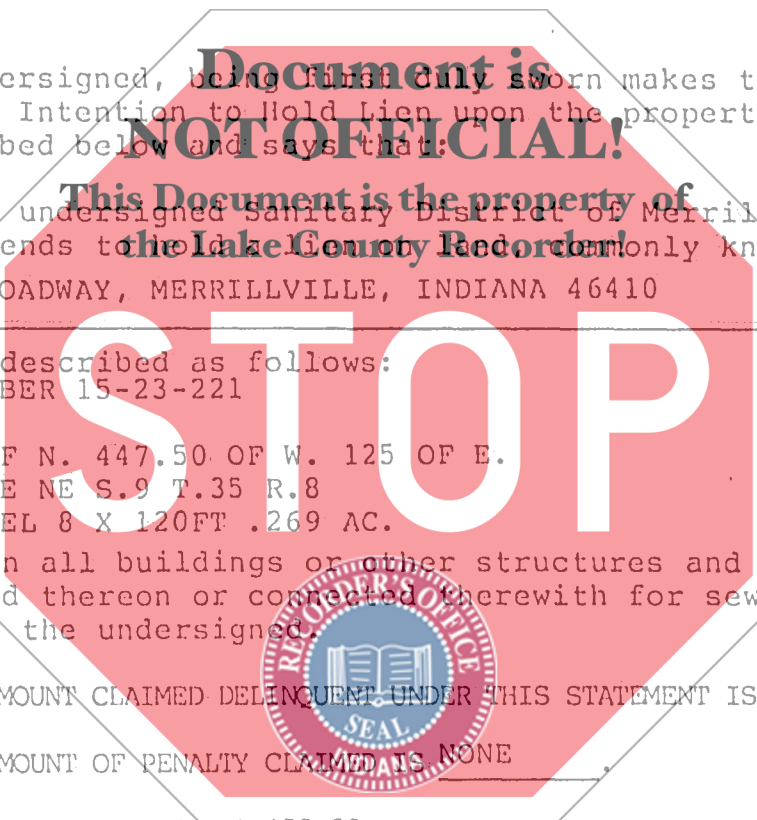 Document is
NOT OFFICIAL!
This Document is the property of
the Lake County Recorder!
ersigned, being first duly sworn makes t
Intention to Hold Lien upon the propert
bed below and says that:
undersigned Sanitary District of Merril
ends to hold a lien on land, commonly kn
OADWAY, MERRILLVILLE, INDIANA 46410
described as follows:
BER 15-23-221
F N. 447.50 OF W. 125 OF E.
E NE S.9 T.35 R.8
EL 8 X 120FT .269 AC.
STOP
n all buildings or other structures and
d thereon or connected therewith for sew
the undersigned.
RECORDER'S OFFICE
SEAL
MOUNT CLAIMED DELINQUENT UNDER THIS STATEMENT IS
MOUNT OF PENALTY CLAIMED IS NONE.